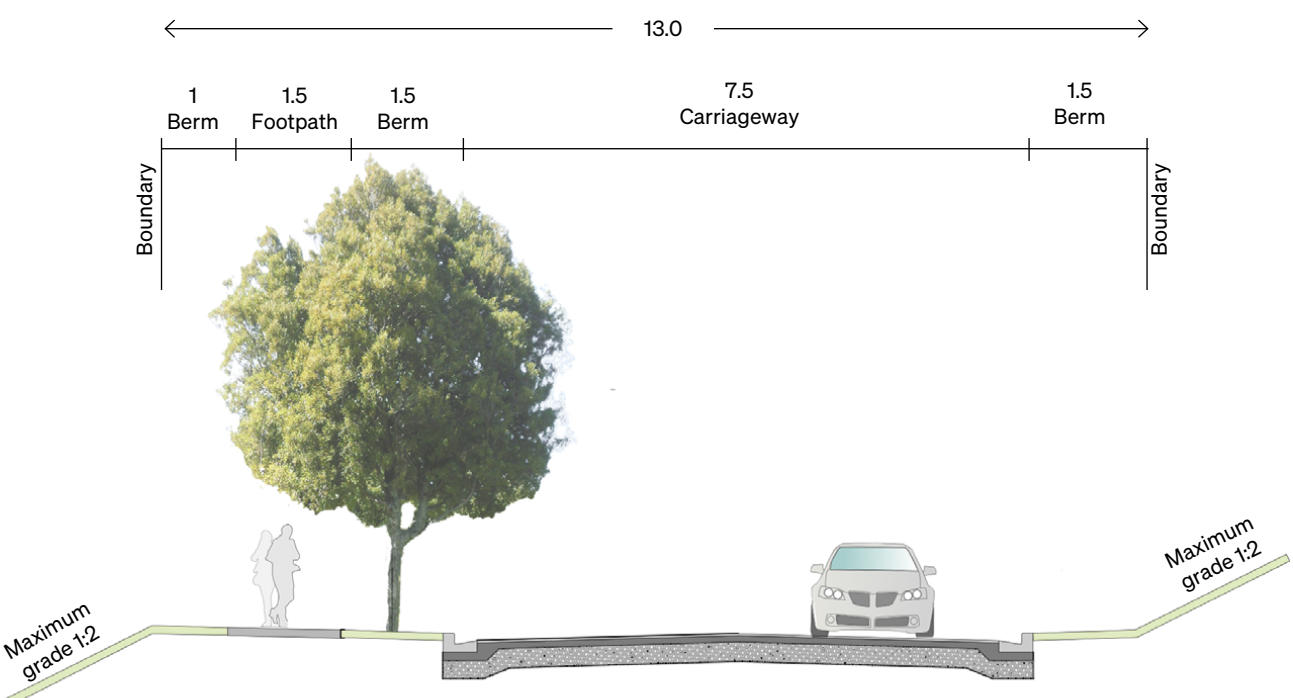 13.0
1
Berm
1.5
Footpath
1.5
Berm
7.5
Carriageway
1.5
Berm
Boundary
Boundary
Maximum
grade 1:2
Maximum
grade 1:2